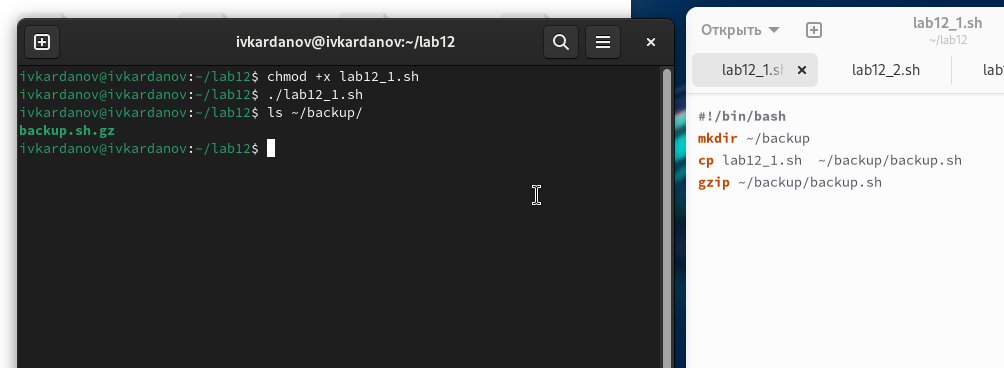 ivkardanov@ivkardanov:~/lab12
ivkardanov@ivkardanov:~/lab12$ chmod +x lab12_1.sh
ivkardanov@ivkardanov:~/lab12$ ./lab12_1.sh
ivkardanov@ivkardanov:~/lab12$ ls ~/backup/
backup.sh.gz
ivkardanov@ivkardanov:~/lab12$
Открыть
lab12_1.sh
~/lab12
lab12_1.sh
lab12_2.sh
lab
#!/bin/bash
mkdir ~/backup
cp lab12_1.sh  ~/backup/backup.sh
gzip ~/backup/backup.sh